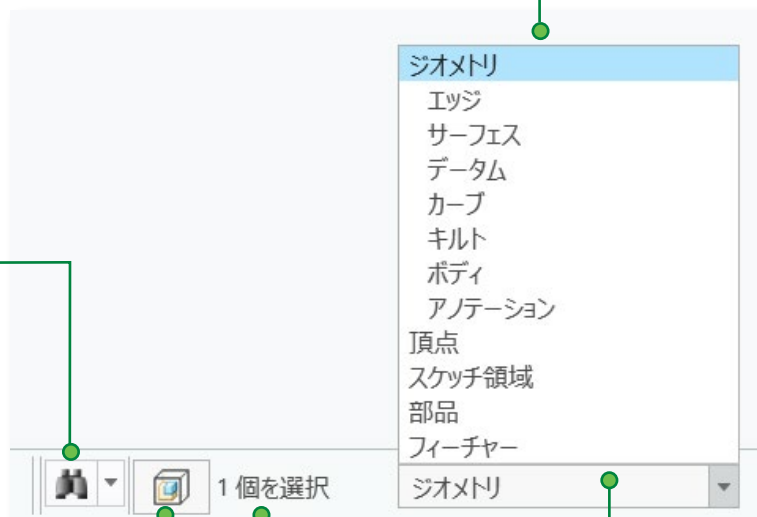 ジオメトリ
エッジ
サーフェス
データム
カーブ
キルト
ボディ
アノテーション
頂点
スケッチ領域
部品
フィーチャー
1 個を選択
ジオメトリ